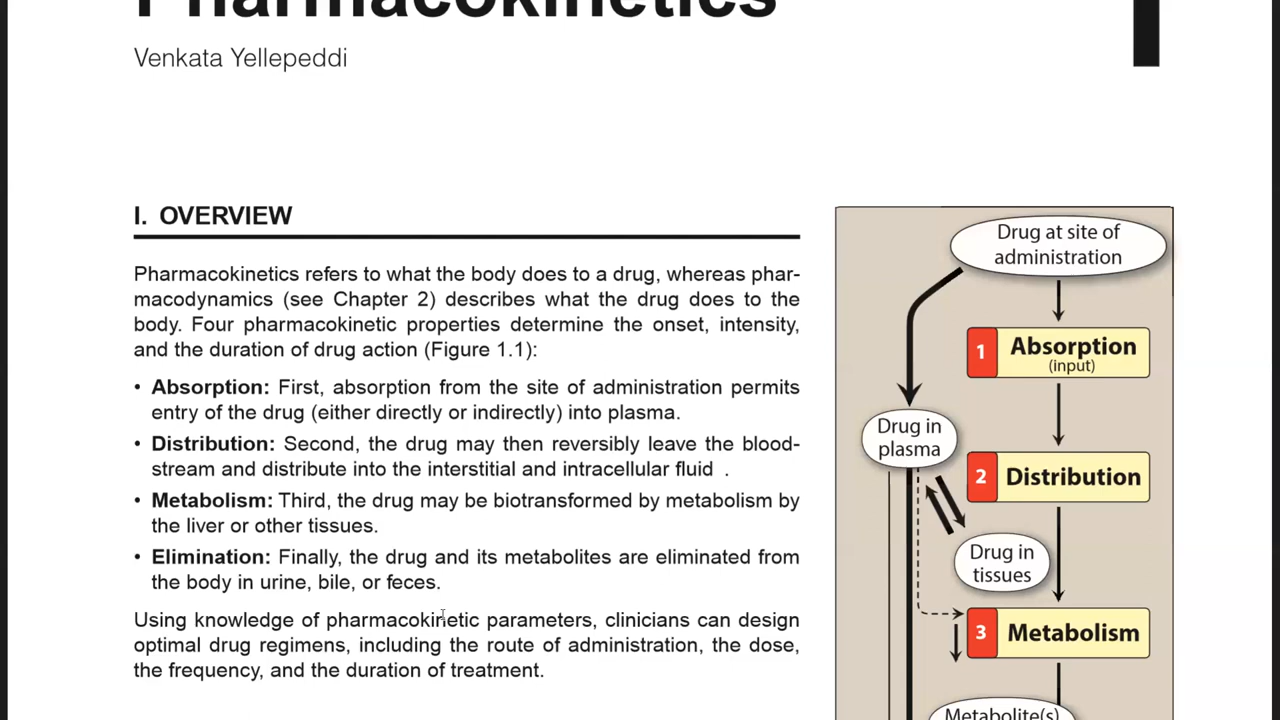 Pharmacokinetics
Venkata Yellepeddi
I. OVERVIEW
Pharmacokinetics refers to what the body does to a drug, whereas phar-
macodynamics (see Chapter 2) describes what the drug does to the
body. Four pharmacokinetic properties determine the onset, intensity,
and the duration of drug action (Figure 1.1):
• Absorption: First, absorption from the site of administration permits
entry of the drug (either directly or indirectly) into plasma.
• Distribution: Second, the drug may then reversibly leave the blood-
stream and distribute into the interstitial and intracellular fluid .
• Metabolism: Third, the drug may be biotransformed by metabolism by
the liver or other tissues.
• Elimination: Finally, the drug and its metabolites are eliminated from
the body in urine, bile, or feces.
Using knowledge of pharmacokinetic parameters, clinicians can design
optimal drug regimens, including the route of administration, the dose,
the frequency, and the duration of treatment.
Drug at site of
administration
1 Absorption
(input)
Drug in
plasma
2 Distribution
Drug in
tissues
3 Metabolism
Metabolite(s)